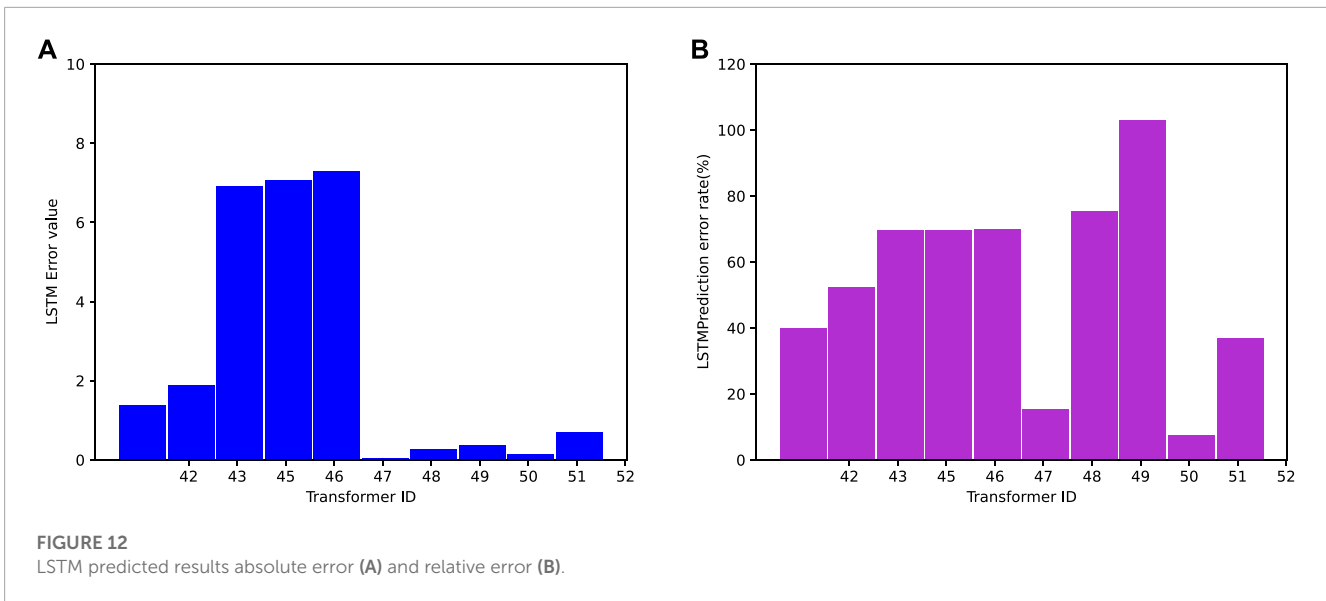 A
10
8
6
4
2
0
LSTM Error value
42 43 45 46 47 48 49 50 51 52
Transformer ID
B
120
100
80
60
40
20
0
LSTMPrediction error rate(%)
42 43 45 46 47 48 49 50 51 52
Transformer ID
FIGURE 12
LSTM predicted results absolute error (A) and relative error (B).